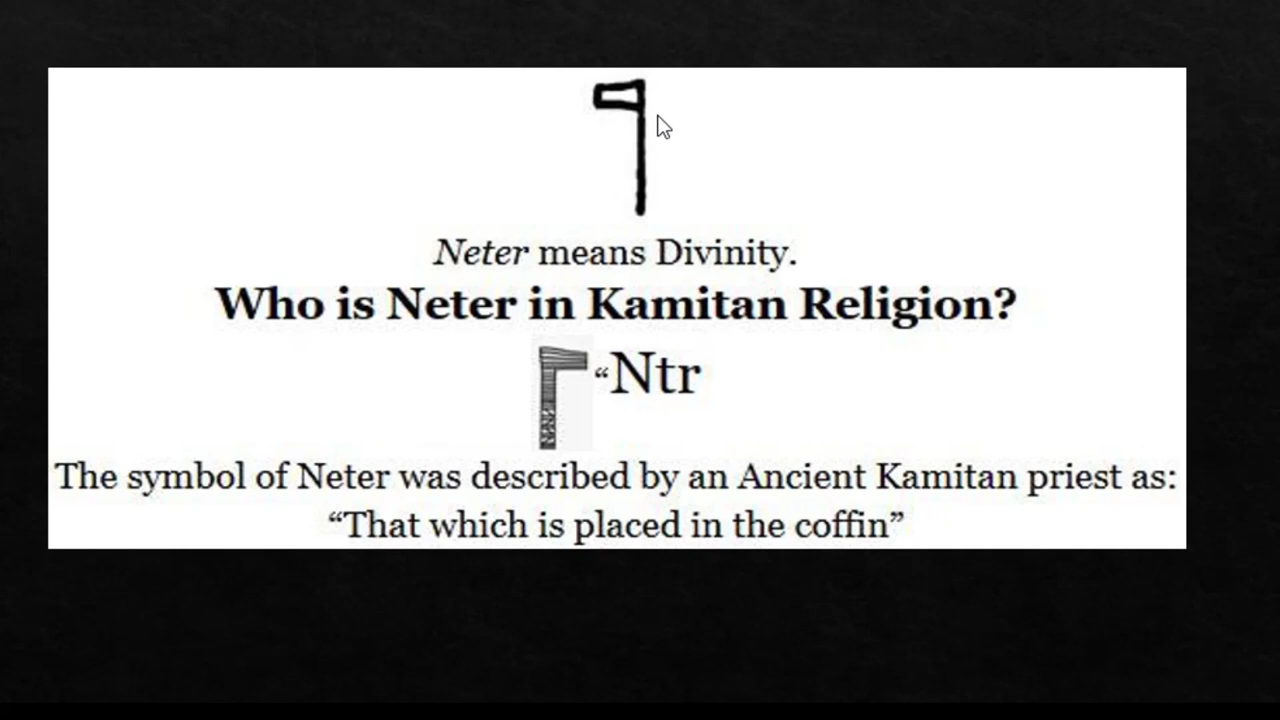 Neter means Divinity.
Who is Neter in Kamitan Religion?
“Ntr
The symbol of Neter was described by an Ancient Kamitan priest as:
“That which is placed in the coffin”